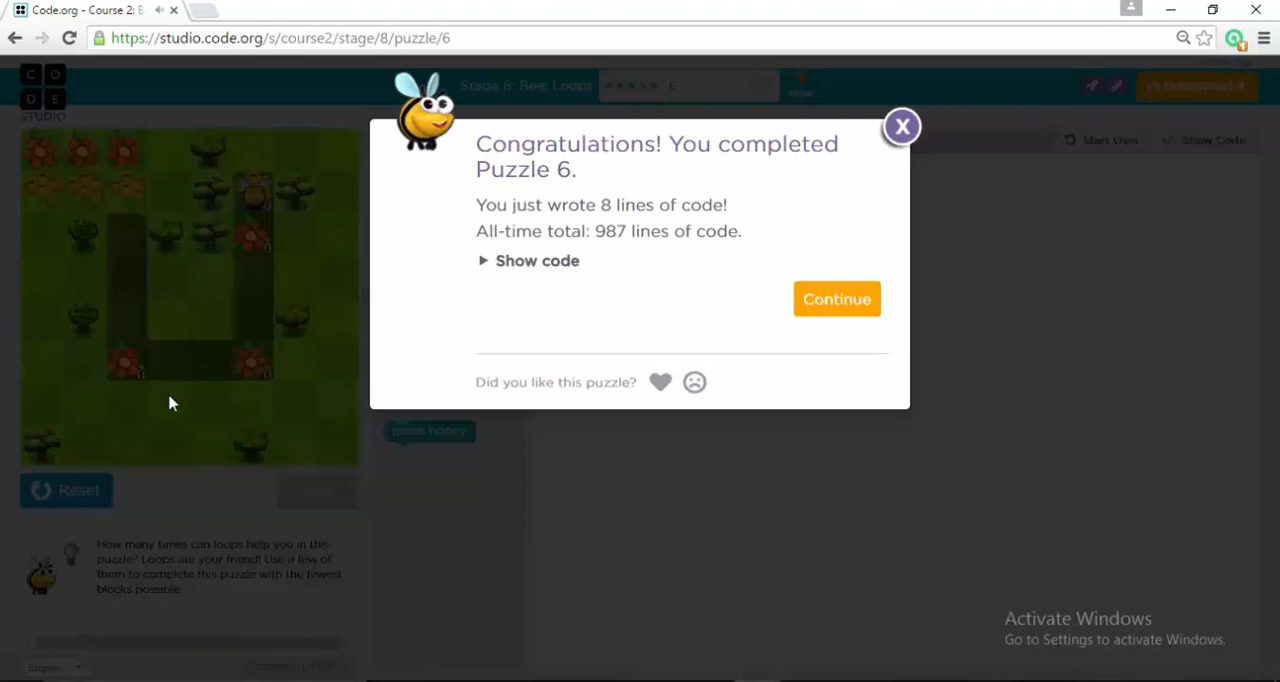 Code.org - Course 2: B
https://studio.code.org/s/course2/stage/8/puzzle/6
C O
D E
STUDIO
Stage 8: Bee: Loops
6
Start Over
Show Code
Congratulations! You completed
Puzzle 6.
X
You just wrote 8 lines of code!
All-time total: 987 lines of code.
Show code
Continue
Did you like this puzzle?
make honey
Reset
How many times can loops help you in this
puzzle? Loops are your friend! Use a few of
them to complete this puzzle with the fewest
blocks possible.
English
Activate Windows
Go to Settings to activate Windows.